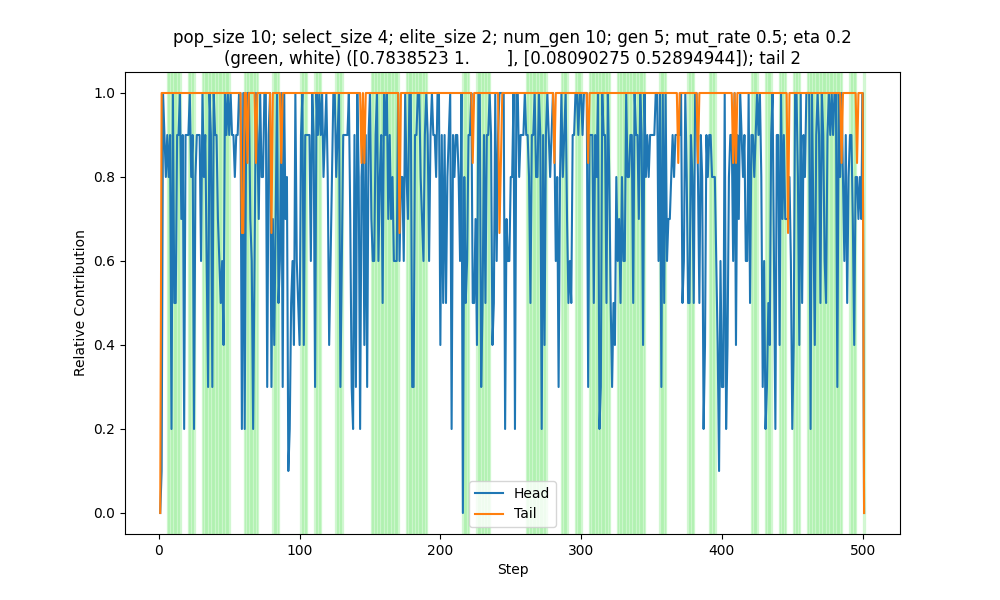 pop_size 10; select_size 4; elite_size 2; num_gen 10; gen 5; mut_rate 0.5; eta 0.2
(green, white) ([0.7838523 1.        ], [0.08090275 0.52894944]); tail 2
Relative Contribution
1.0
0.8
0.6
0.4
0.2
0.0
Head
Tail
0
100
200
300
400
500
Step